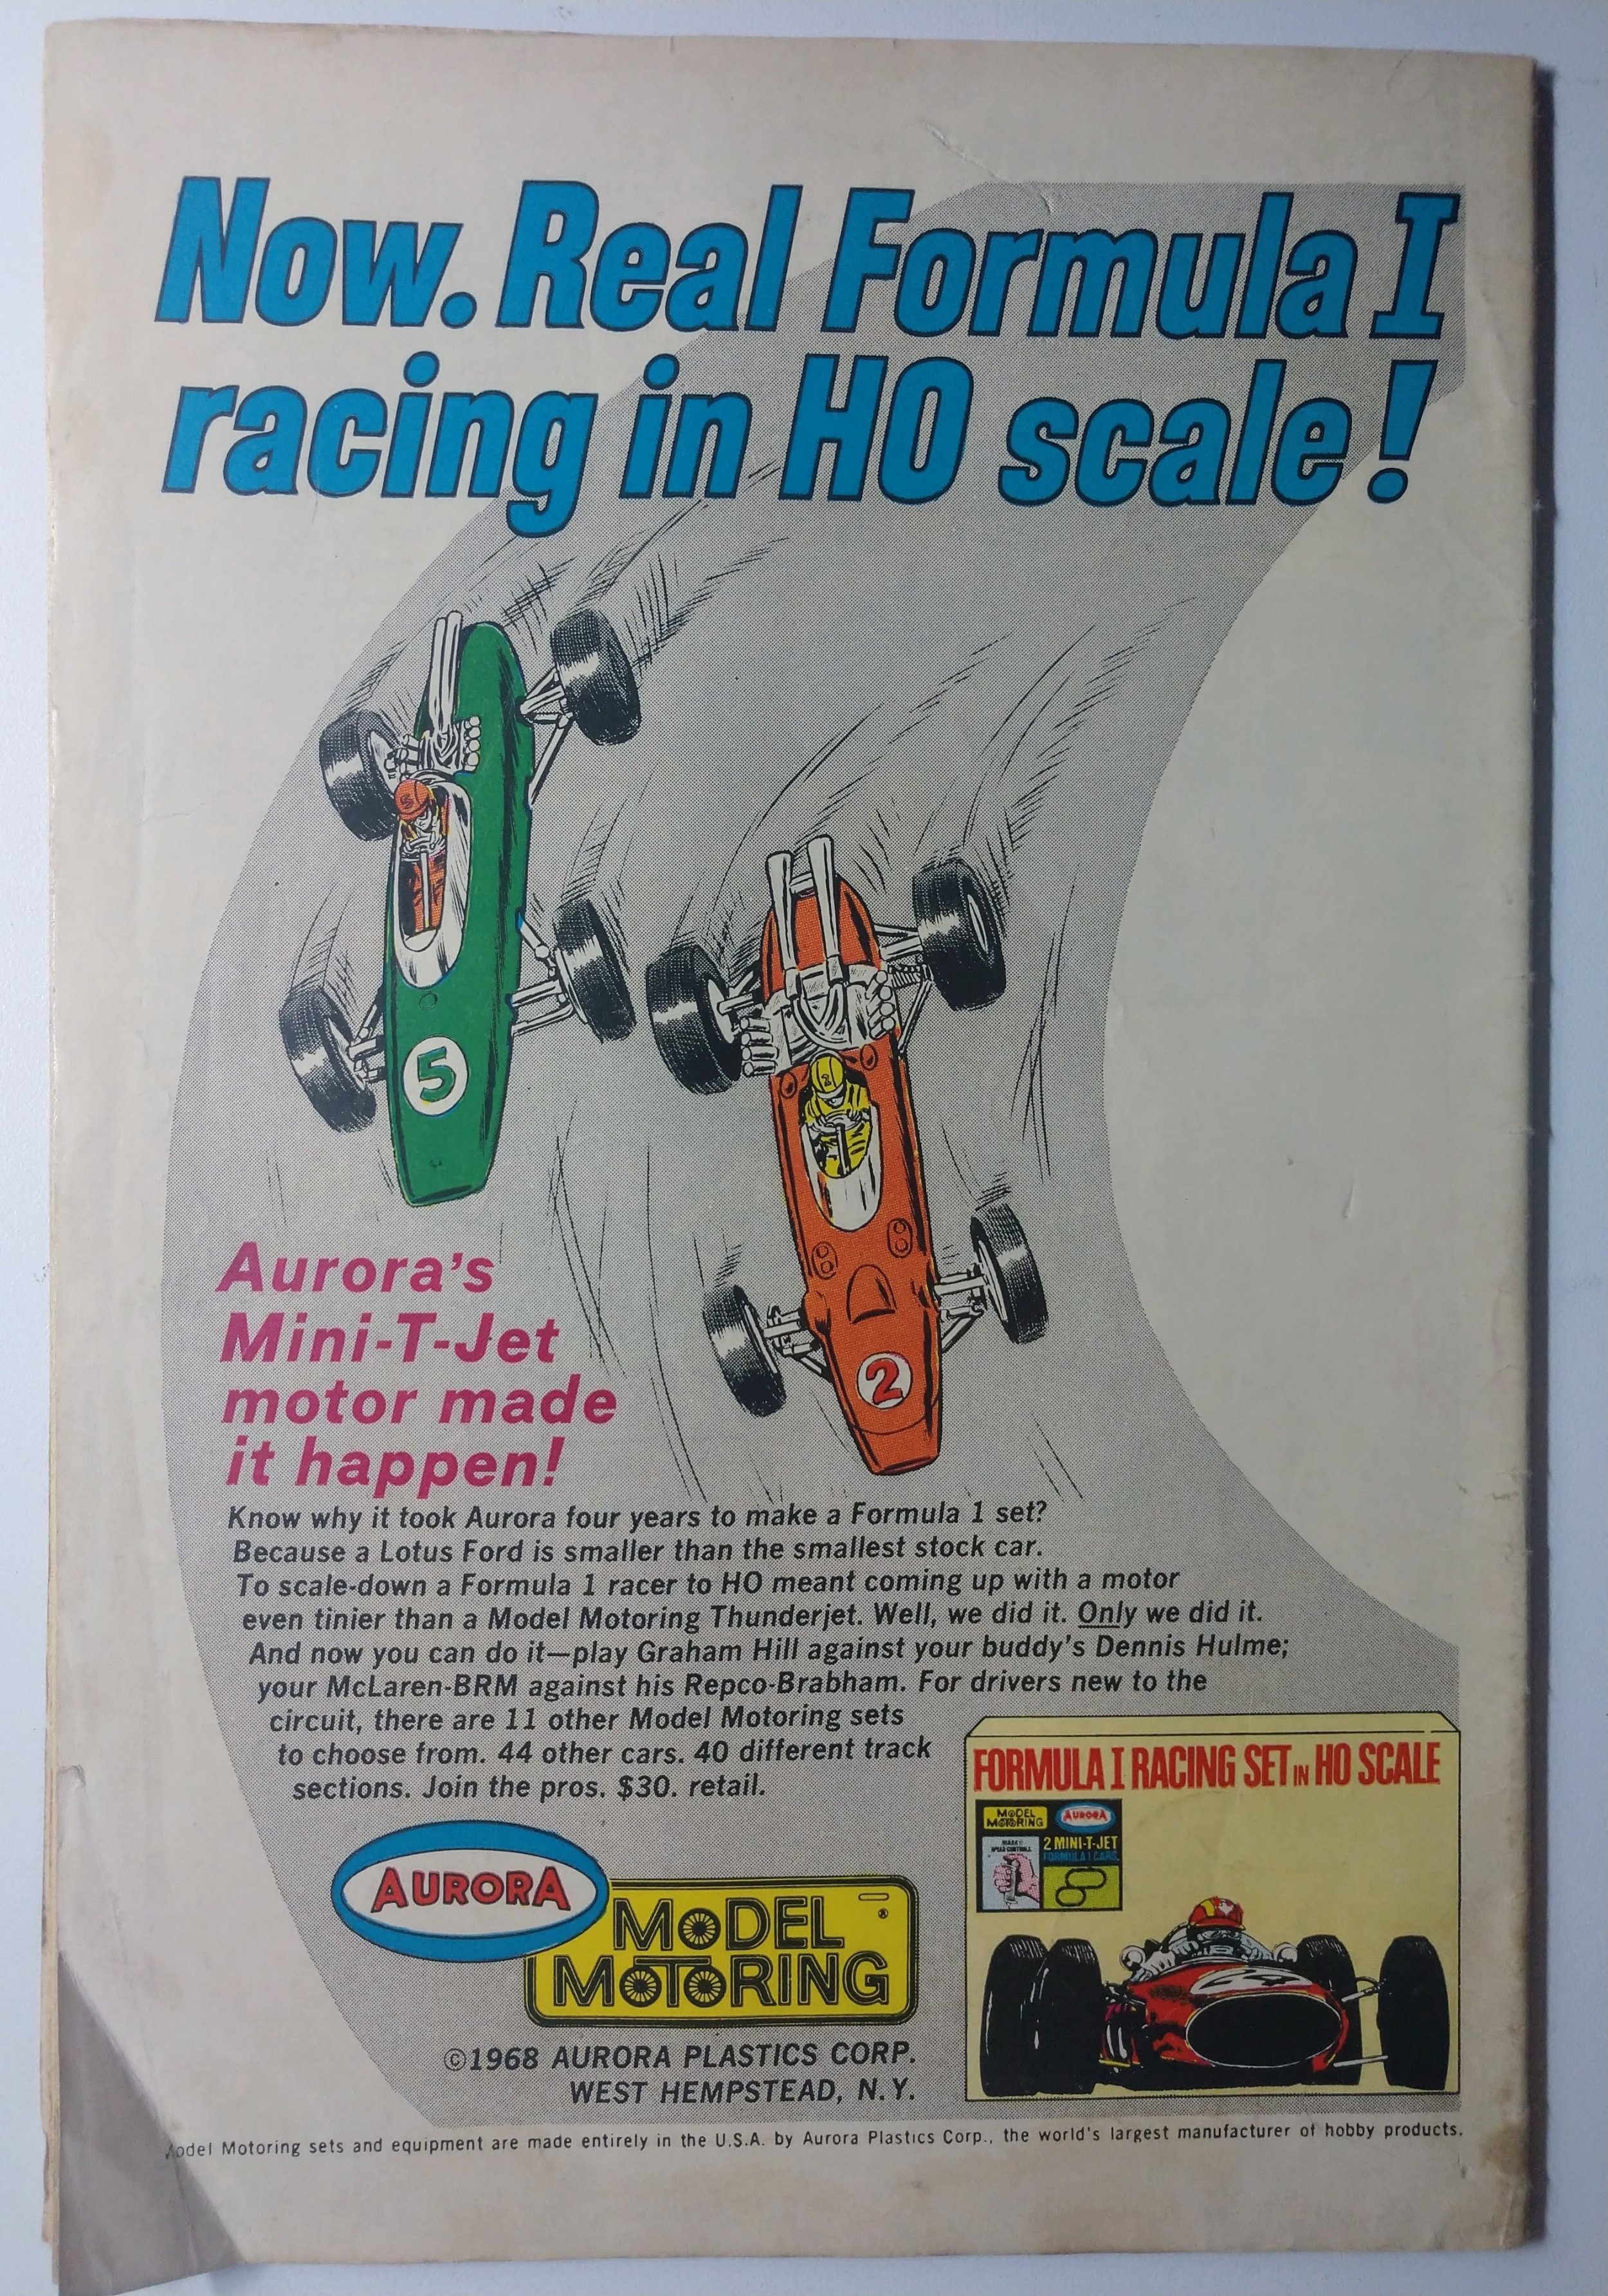 Now. Real Formula I
racing in HO scale!
S
5
2
2
Aurora's
Mini-T-Jet
motor made
it happen!
Know why it took Aurora four years to make a Formula 1 set?
Because a Lotus Ford is smaller than the smallest stock car.
To scale-down a Formula 1 racer to HO meant coming up with a motor
even tinier than a Model Motoring Thunderjet. Well, we did it. Only we did it.
And now you can do it—play Graham Hill against your buddy's Dennis Hulme;
your McLaren-BRM against his Repco-Brabham. For drivers new to the
circuit, there are 11 other Model Motoring sets
to choose from. 44 other cars. 40 different track
sections. Join the pros. $30. retail.
FORMULA I RACING SET IN HO SCALE
MODEL
MOTORING
AURORA
2 MINI-T-JET
FORMULA I CARS
SPEED CONTROLS
AURORA
MODEL ®
MOTORING
©1968 AURORA PLASTICS CORP.
WEST HEMPSTEAD, N.Y.
Model Motoring sets and equipment are made entirely in the U.S.A. by Aurora Plastics Corp., the world's largest manufacturer of hobby products.